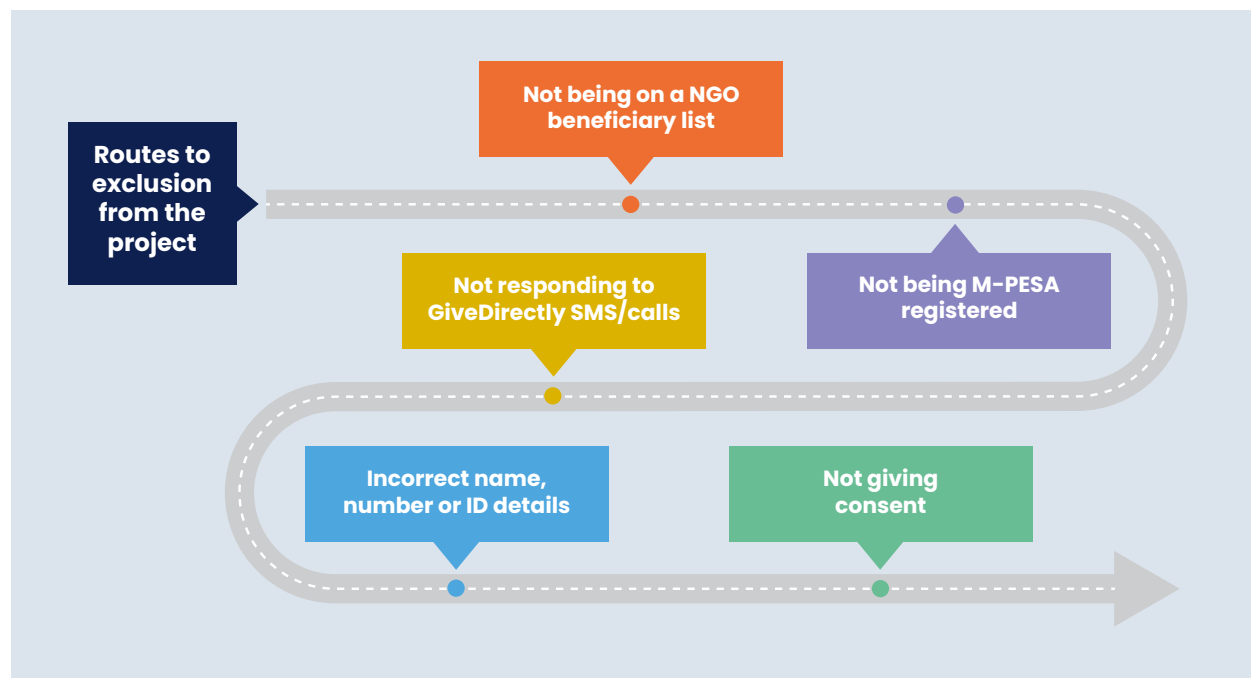 Routes to
exclusion
from the
project
Not being on a NGO
beneficiary list
Not being M-PESA
registered
Not responding to
GiveDirectly SMS/calls
Incorrect name,
number or ID details
Not giving
consent